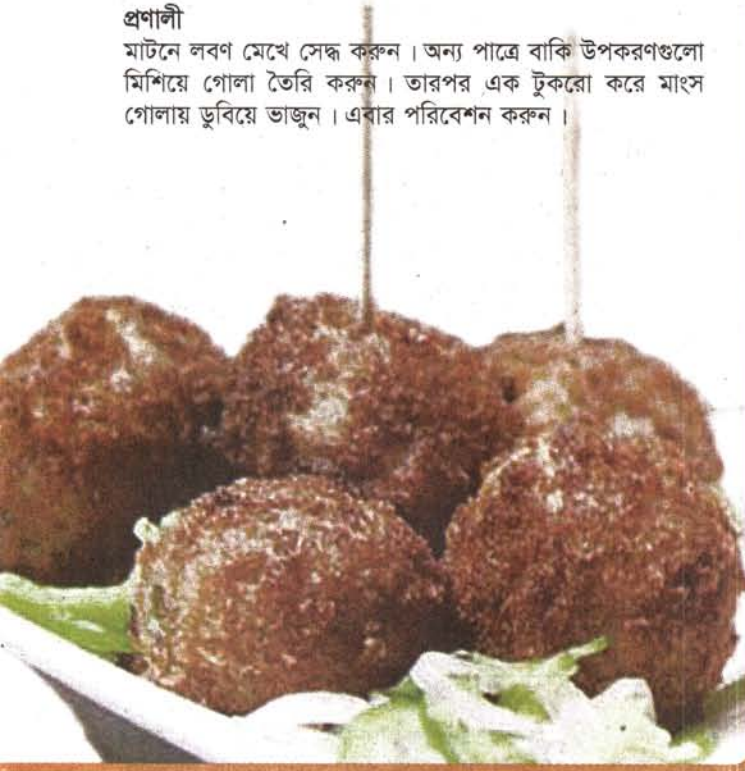 প্রণালী
মাটনে লবণ মেখে সেদ্ধ করুন। অন্য পাত্রে বাকি উপকরণগুলো
মিশিয়ে গোলা তৈরি করুন। তারপর এক টুকরো করে মাংস
গোলায় ডুবিয়ে ভাজুন। এবার পরিবেশন করুন।